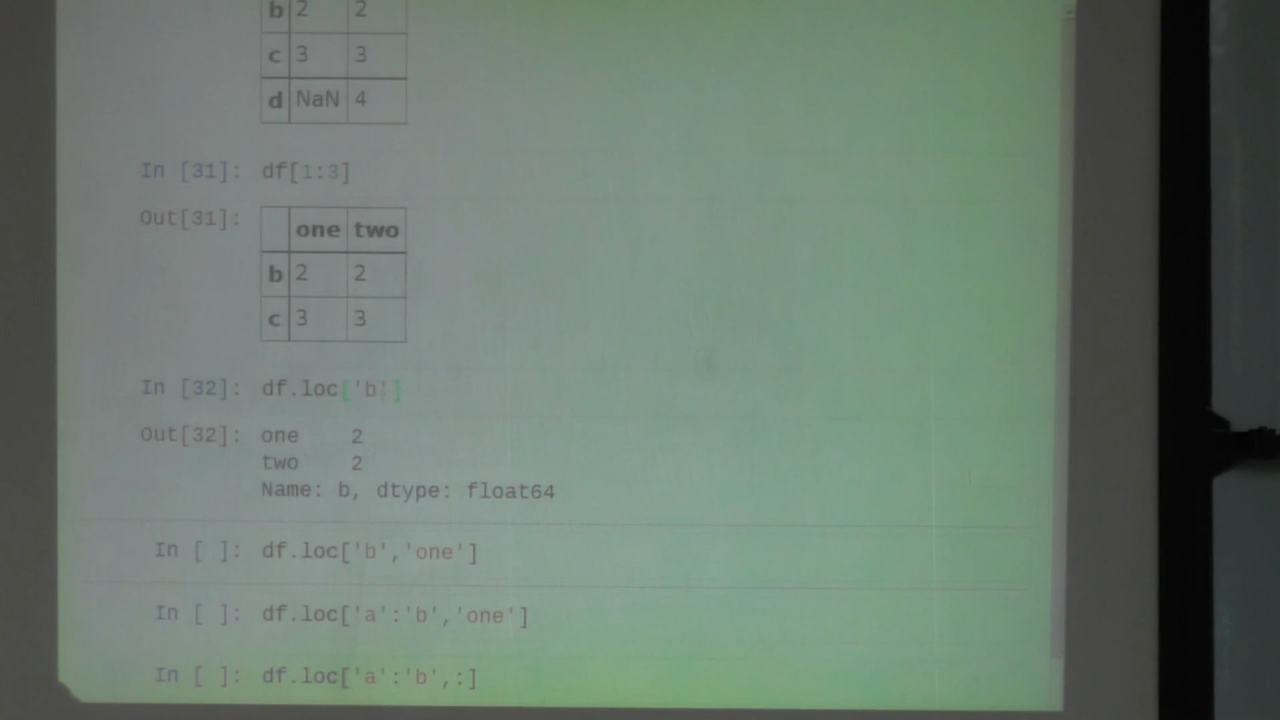 b 2 2
c 3 3
d NaN 4
In [31]: df[1:3]
Out[31]:
one two
b 2 2
c 3 3
In [32]: df.loc['b']
Out[32]: one 2
two 2
Name: b, dtype: float64
In [ ]: df.loc['b','one']
In [ ]: df.loc['a':'b','one']
In [ ]: df.loc['a':'b',:]